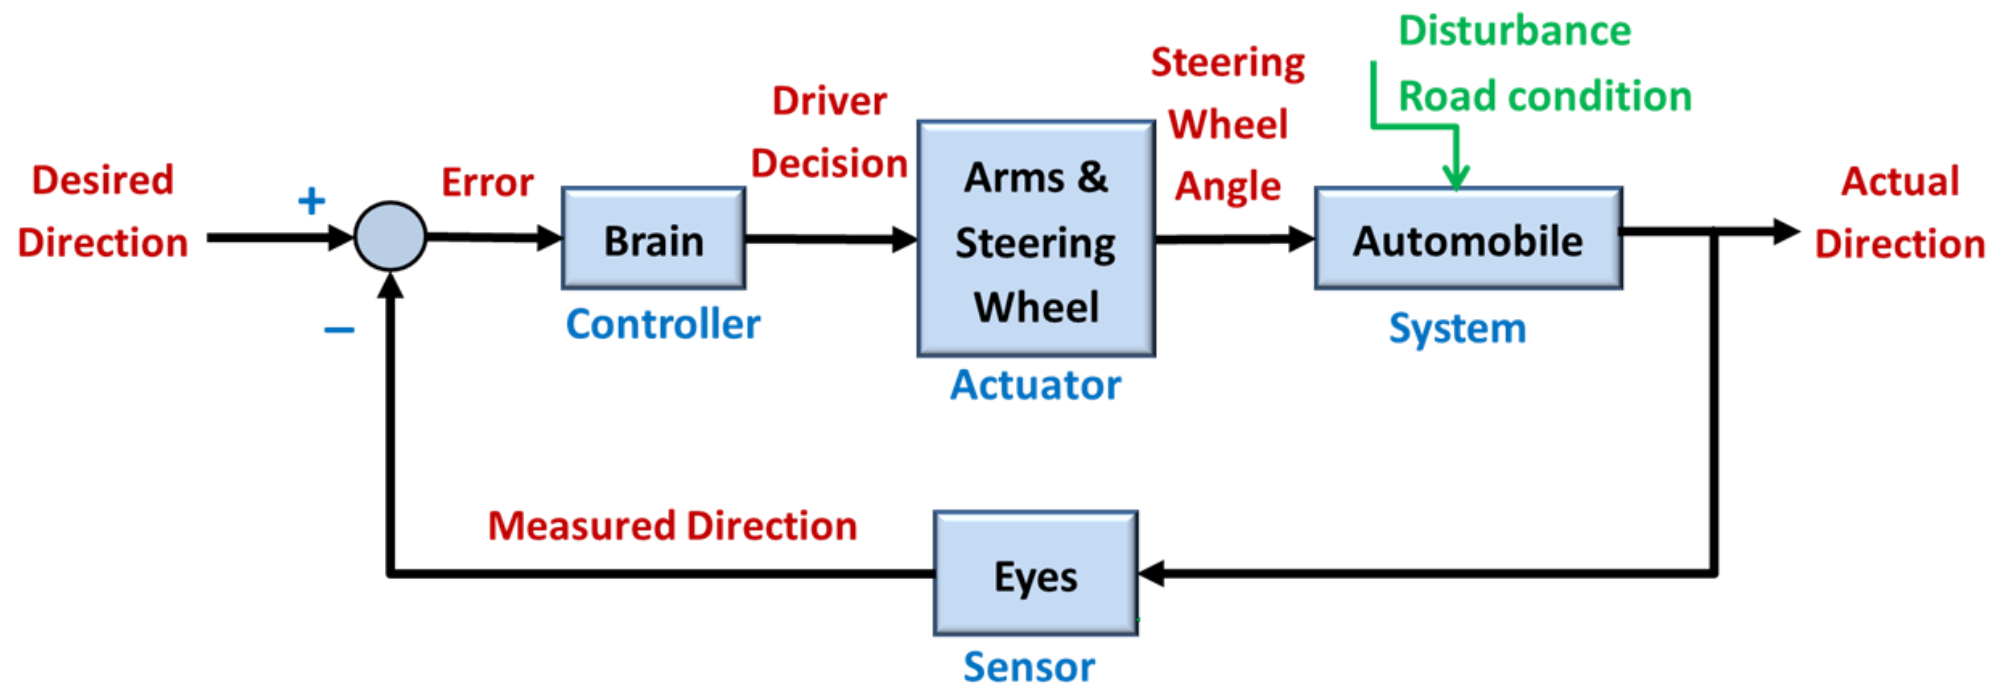 Disturbance
Road condition
Steering
Wheel
Angle
Driver
Decision
Desired
Direction
+
−
Error
Brain
Controller
Arms &
Steering
Wheel
Actuator
Automobile
System
Actual
Direction
Measured Direction
Eyes
Sensor